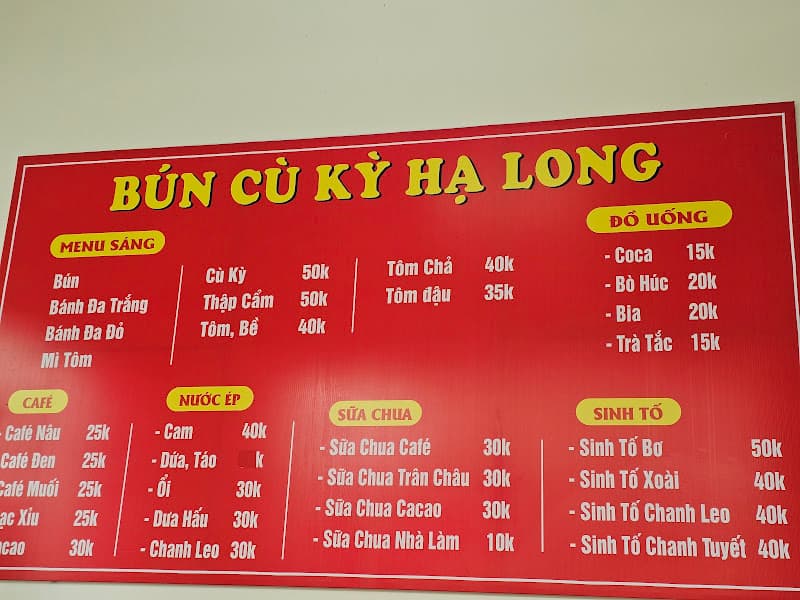 BÚN CÙ KỲ HẠ LONG
MENU SÁNG
Bún
Bánh Đa Trắng
Bánh Đa Đỏ
Mì Tôm
Cù Kỳ 50k
Thập Cẩm 50k
Tôm, Bề 40k
Tôm Chả 40k
Tôm đậu 35k
ĐỒ UỐNG
- Coca 15k
- Bò Húc 20k
- Bia 20k
- Trà Tắc 15k
CAFÉ
- Café Nâu 25k
Café Đen 25k
Café Muối 25k
ạc Xỉu 25k
cao 30k
NƯỚC ÉP
- Cam 40k
- Dứa, Táo k
- Ổi 30k
- Dưa Hấu 30k
- Chanh Leo 30k
SỮA CHUA
- Sữa Chua Café 30k
- Sữa Chua Trân Châu 30k
- Sữa Chua Cacao 30k
- Sữa Chua Nhà Làm 10k
SINH TỐ
- Sinh Tố Bơ 50k
- Sinh Tố Xoài 40k
- Sinh Tố Chanh Leo 40k
- Sinh Tố Chanh Tuyết 40k